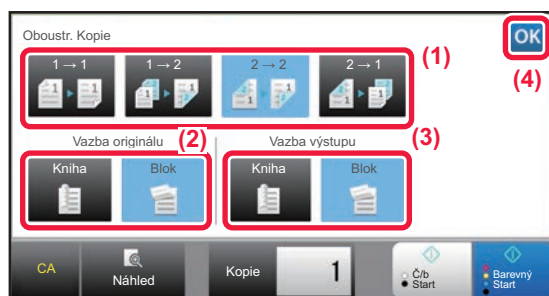 Oboustr. Kopie
OK
1 → 1
1 → 2
2 → 2
2 → 1
(1)
(4)
Vazba originálu
(2)
Vazba výstupu
(3)
Kniha
Blok
Kniha
Blok
CA
Náhled
Kopie
1
Č/b
Start
Barevný
Start